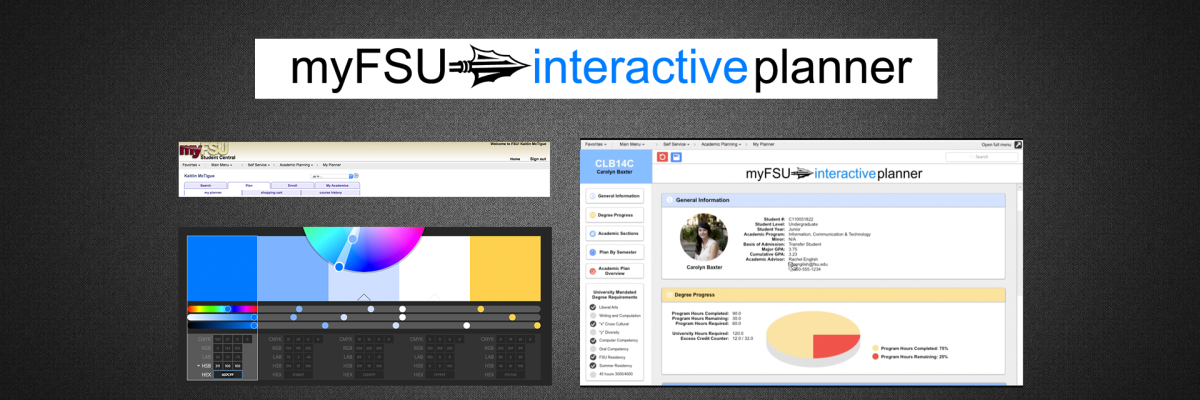 myFSU interactive planner
myFSU
Student Central
Welcome to FSU! Kaitlin McTigue
Home Sign out
Favorites Main Menu Self Service Academic Planning My Planner
Kaitlin McTigue
Search Plan Enroll My Academics
my planner shopping cart course history
CMYK
RGB
LAB
HSB
HEX
Favorites Main Menu Self Service Academic Planning My Planner
Open full menu
CLB14C
Carolyn Baxter
Search
myFSU interactive planner
General Information
Degree Progress
Academic Sections
Plan By Semester
Academic Plan
Overview
University Mandated
Degree Requirements
Liberal Arts
Writing and Computation
"x" Cross Cultural
"y" Diversity
Computer Competency
Oral Competency
FSU Residency
Summer Residency
45 hours 3000/4000
General Information
Carolyn Baxter
Student #: C110051622
Student Level: Undergraduate
Student Year: Junior
Academic Program: Information, Communication & Technology
Minor: N/A
Basis of Admission: Transfer Student
Major GPA: 3.75
Cumulative GPA: 3.23
Academic Advisor: Rachel English
Degree Progress
Program Hours Completed: 90.0
Program Hours Remaining: 30.0
Program Hours Required: 60.0
University Hours Required: 120.0
Excess Credit Counter: 12.0 / 32.0
Program Hours Completed: 75%
Program Hours Remaining: 25%